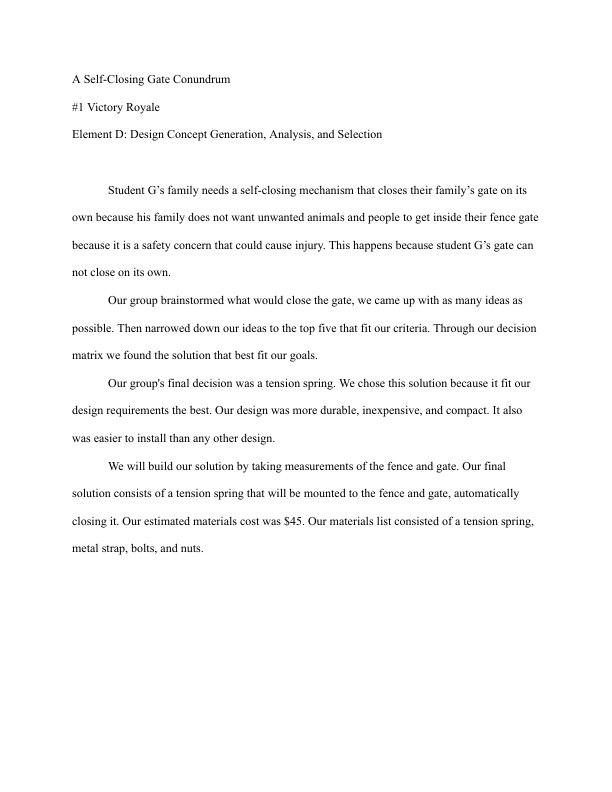 A Self-Closing Gate Conundrum
#1 Victory Royale
Element D: Design Concept Generation, Analysis, and Selection
Student G’s family needs a self-closing mechanism that closes their family’s gate on its
own because his family does not want unwanted animals and people to get inside their fence gate
because it is a safety concern that could cause injury. This happens because student G’s gate can
not close on its own.
Our group brainstormed what would close the gate, we came up with as many ideas as
possible. Then narrowed down our ideas to the top five that fit our criteria. Through our decision
matrix we found the solution that best fit our goals.
Our group's final decision was a tension spring. We chose this solution because it fit our
design requirements the best. Our design was more durable, inexpensive, and compact. It also
was easier to install than any other design.
We will build our solution by taking measurements of the fence and gate. Our final
solution consists of a tension spring that will be mounted to the fence and gate, automatically
closing it. Our estimated materials cost was $45. Our materials list consisted of a tension spring,
metal strap, bolts, and nuts.